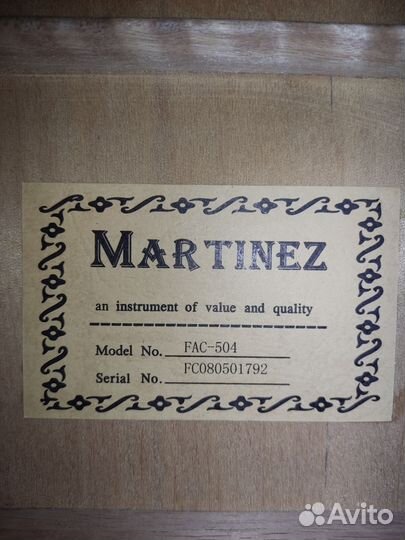 MARTINEZ
an instrument of value and quality
Model No. FAC-504
Serial No. FC080501792
Avito